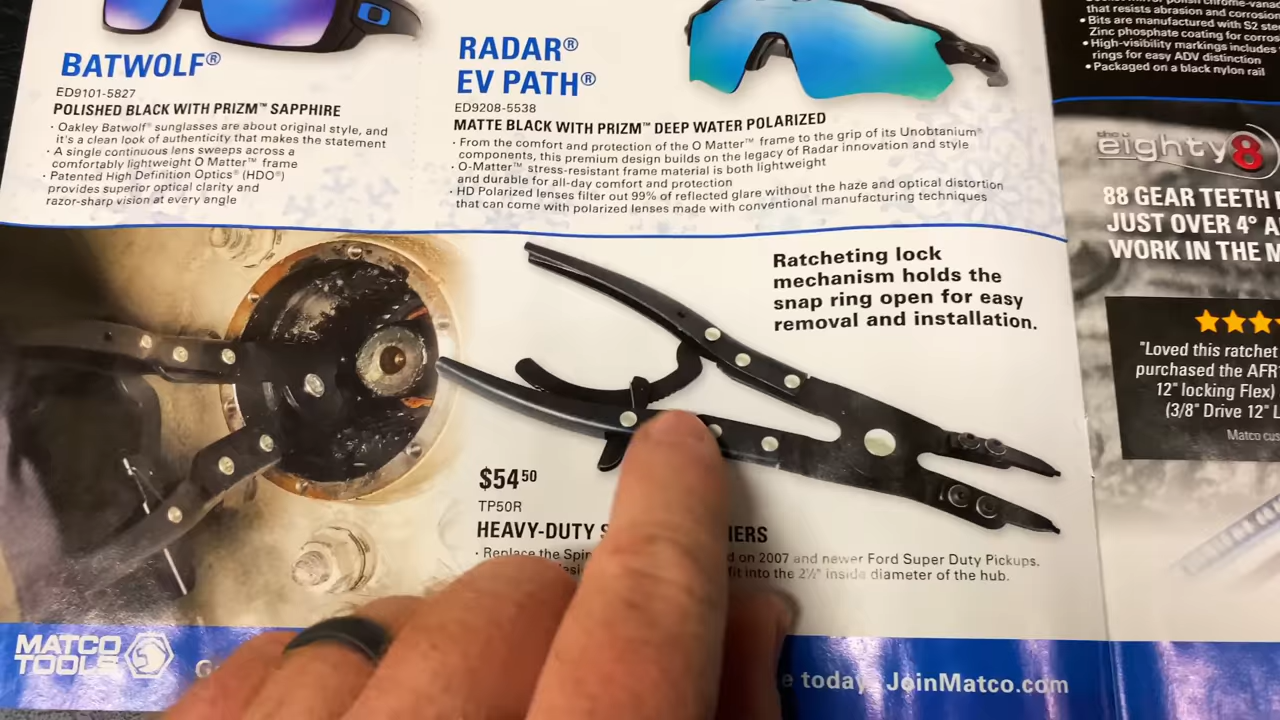 BATWOLF®
ED9101-5827
POLISHED BLACK WITH PRIZM™ SAPPHIRE
· Oakley Batwolf® sunglasses are about original style, and
it's a clean look of authenticity that makes the statement
· A single continuous lens sweeps across a
comfortably lightweight O Matter™ frame
· Patented High Definition Optics® (HDO®)
provides superior optical clarity and
razor-sharp vision at every angle
RADAR®
EV PATH®
ED9208-5538
MATTE BLACK WITH PRIZM™ DEEP WATER POLARIZED
· From the comfort and protection of the O Matter™ frame to the grip of its Unobtanium®
components, this premium design builds on the legacy of Radar innovation and style
· O-Matter™ stress-resistant frame material is both lightweight
and durable for all-day comfort and protection
· HD Polarized lenses filter out 99% of reflected glare without the haze and optical distortion
that can come with polarized lenses made with conventional manufacturing techniques
that resists abrasion and corrosion
• Bits are manufactured with S2
Zinc phosphate coating for
• High-visibility markings includes
rings for easy ADV distinction
• Packaged on a black nylon rail
Ratcheting lock
mechanism holds the
snap ring open for easy
removal and installation.
$54⁵⁰
TP50R
HEAVY-DUTY
· Replace the
on 2007 and newer Ford Super Duty Pickups.
fit into the 2½" inside diameter of the hub.
the
eighty8
88 GEAR TEETH
JUST OVER 4°
WORK IN THE
"Loved this ratchet
purchased the
12" locking Flex)
(3/8" Drive 12"
Matco
MATCO
TOOLS
today. JoinMatco.com